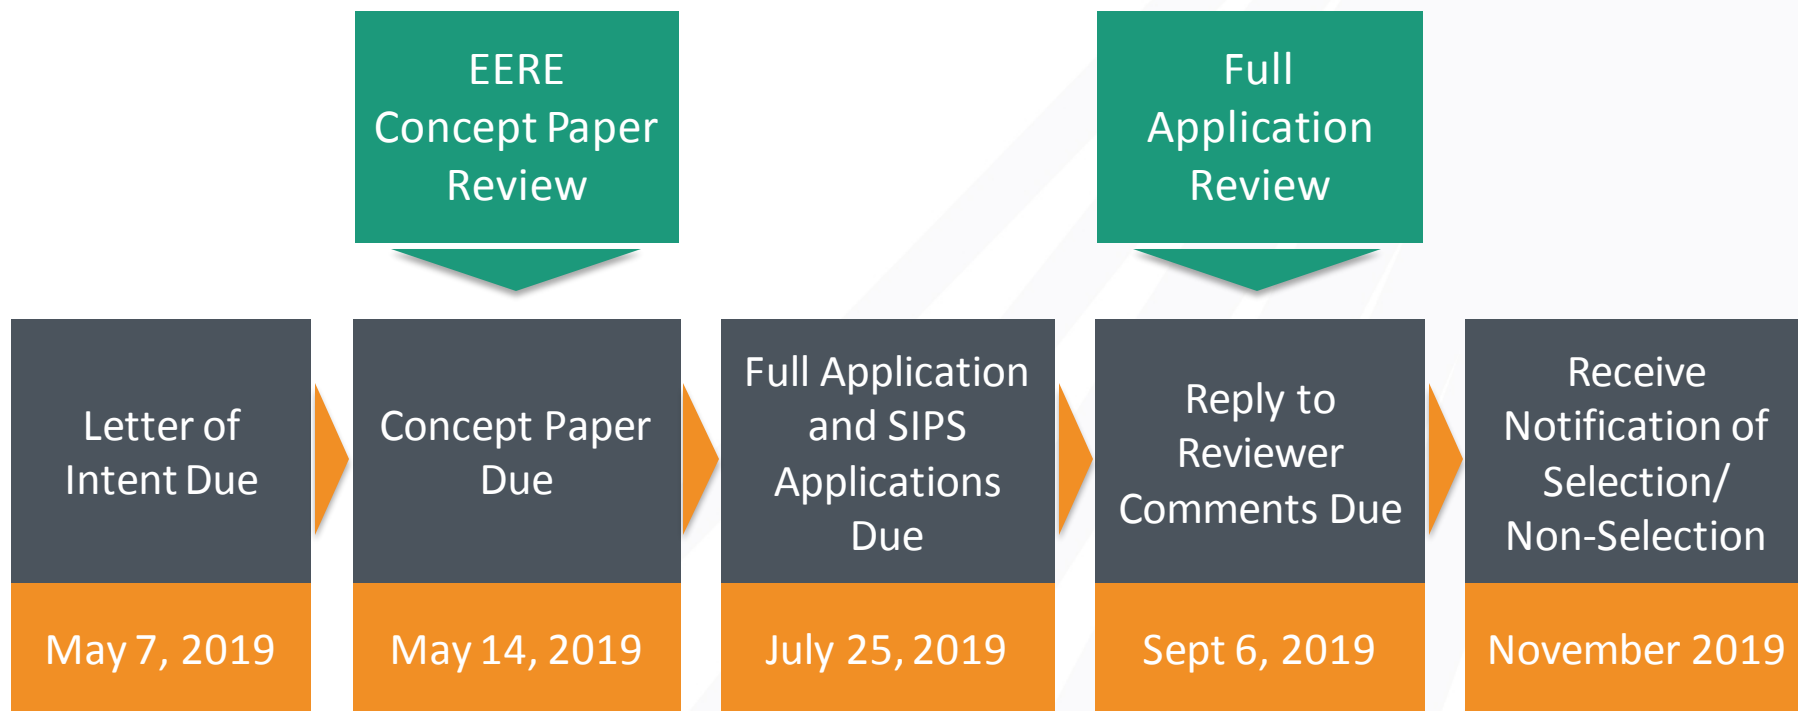 EERE
Concept Paper
Review
Full
Application
Review
Letter of
Intent Due
May 7, 2019
Concept Paper
Due
May 14, 2019
Full Application
and SIPS
Applications
Due
July 25, 2019
Reply to
Reviewer
Comments Due
Sept 6, 2019
Receive
Notification of
Selection/
Non-Selection
November 2019